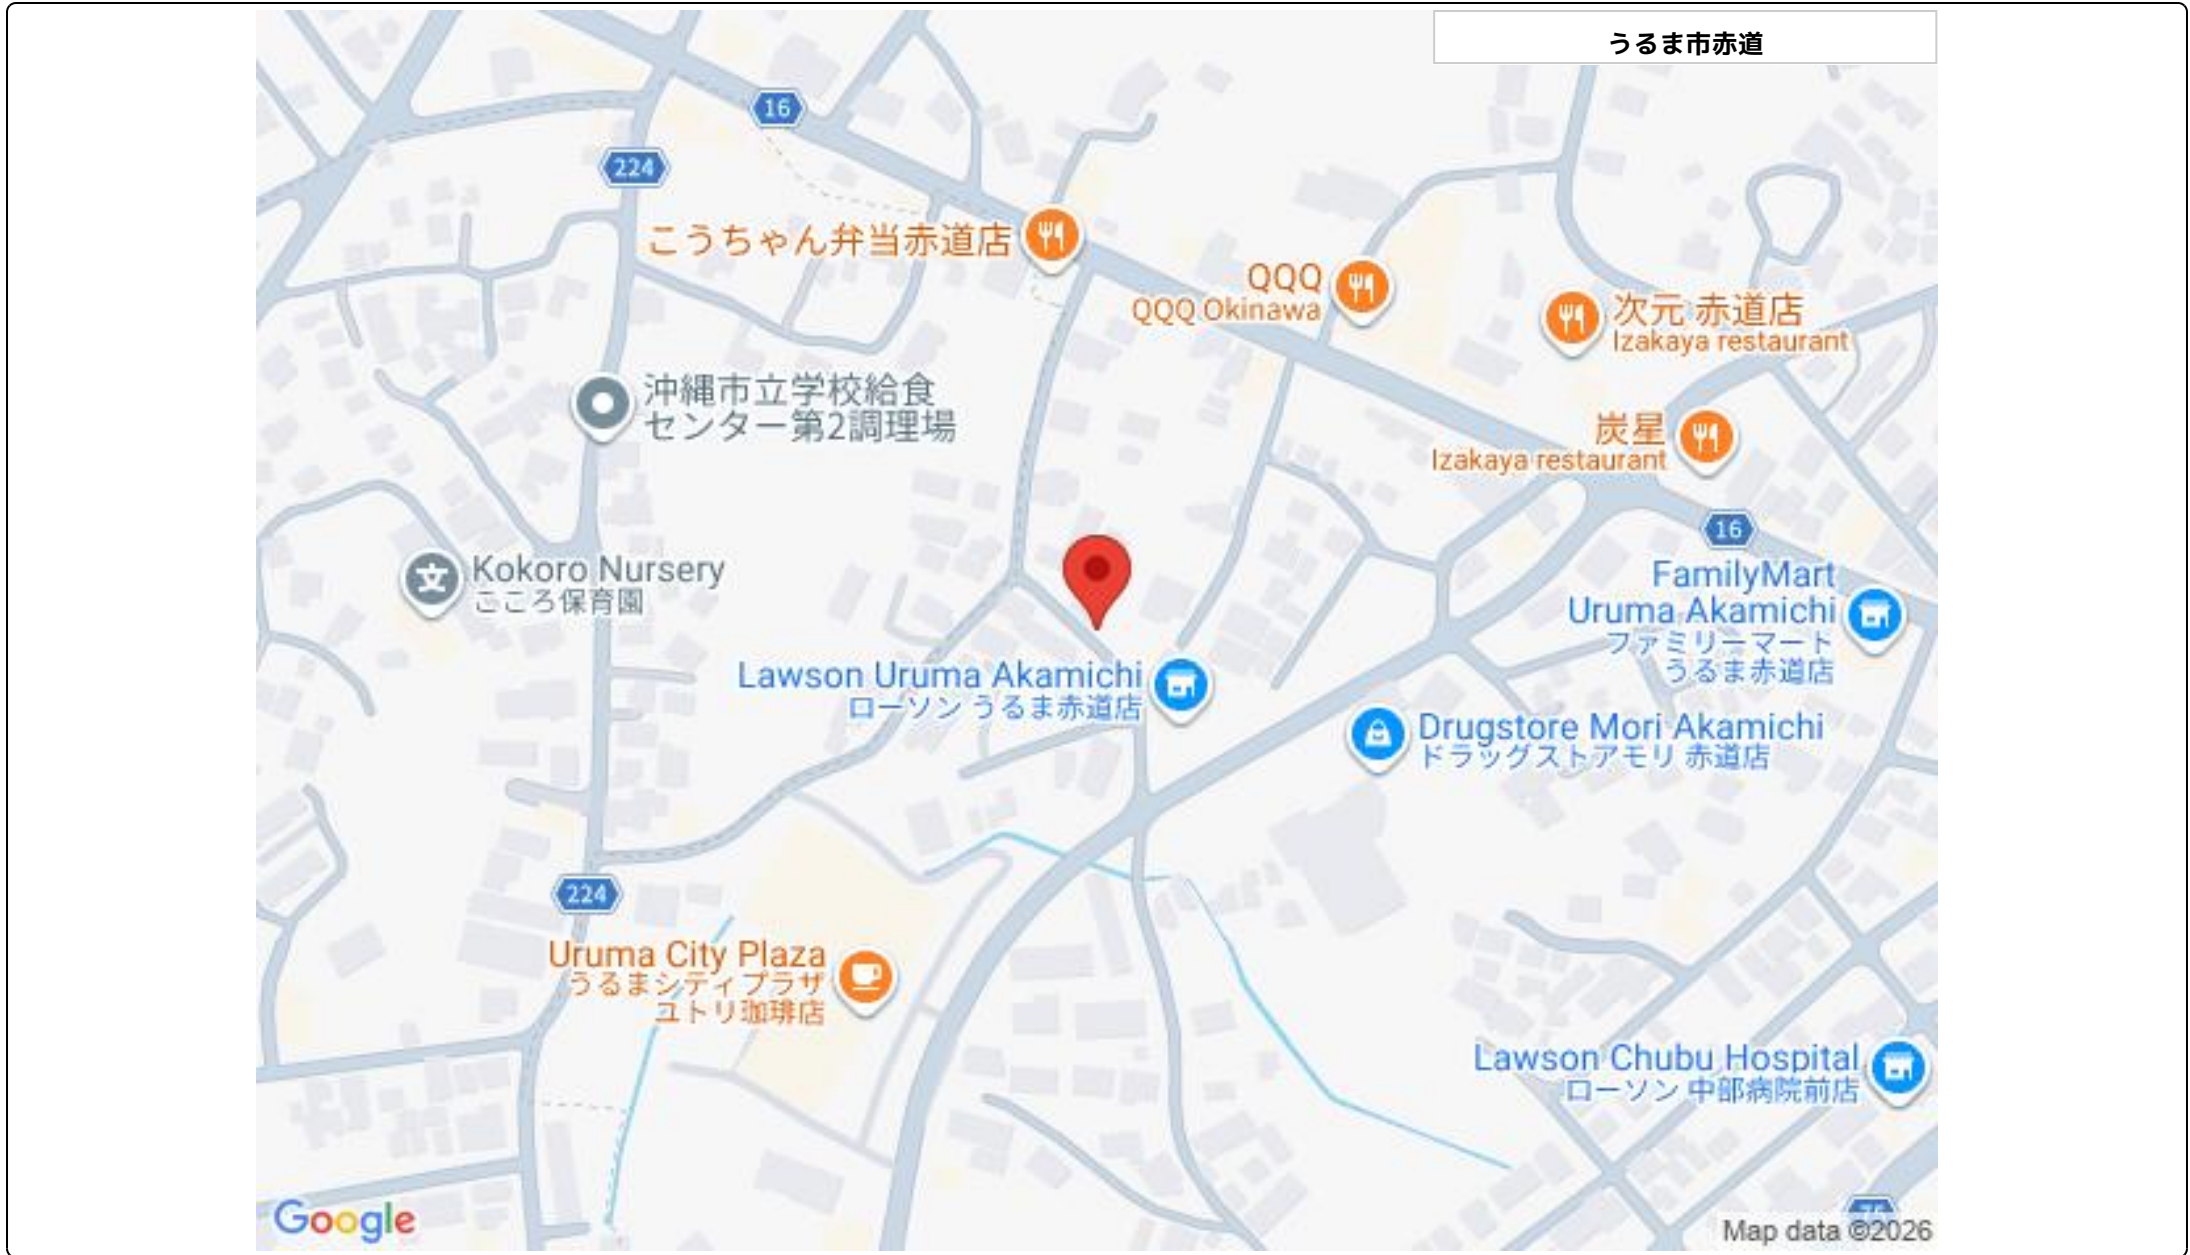 うるま市赤道
16
224
こうちゃん弁当赤道店
QQQ
QQQ Okinawa
次元 赤道店
Izakaya restaurant
沖縄市立学校給食
センター第2調理場
炭星
Izakaya restaurant
16
Kokoro Nursery
こころ保育園
FamilyMart
Uruma Akamichi
ファミリーマート
うるま赤道店
Lawson Uruma Akamichi
ローソン うるま赤道店
Drugstore Mori Akamichi
ドラッグストアモリ 赤道店
224
Uruma City Plaza
うるまシティプラザ
ユトリ珈琲店
Lawson Chubu Hospital
ローソン 中部病院前店
75
Google
Map data ©2026